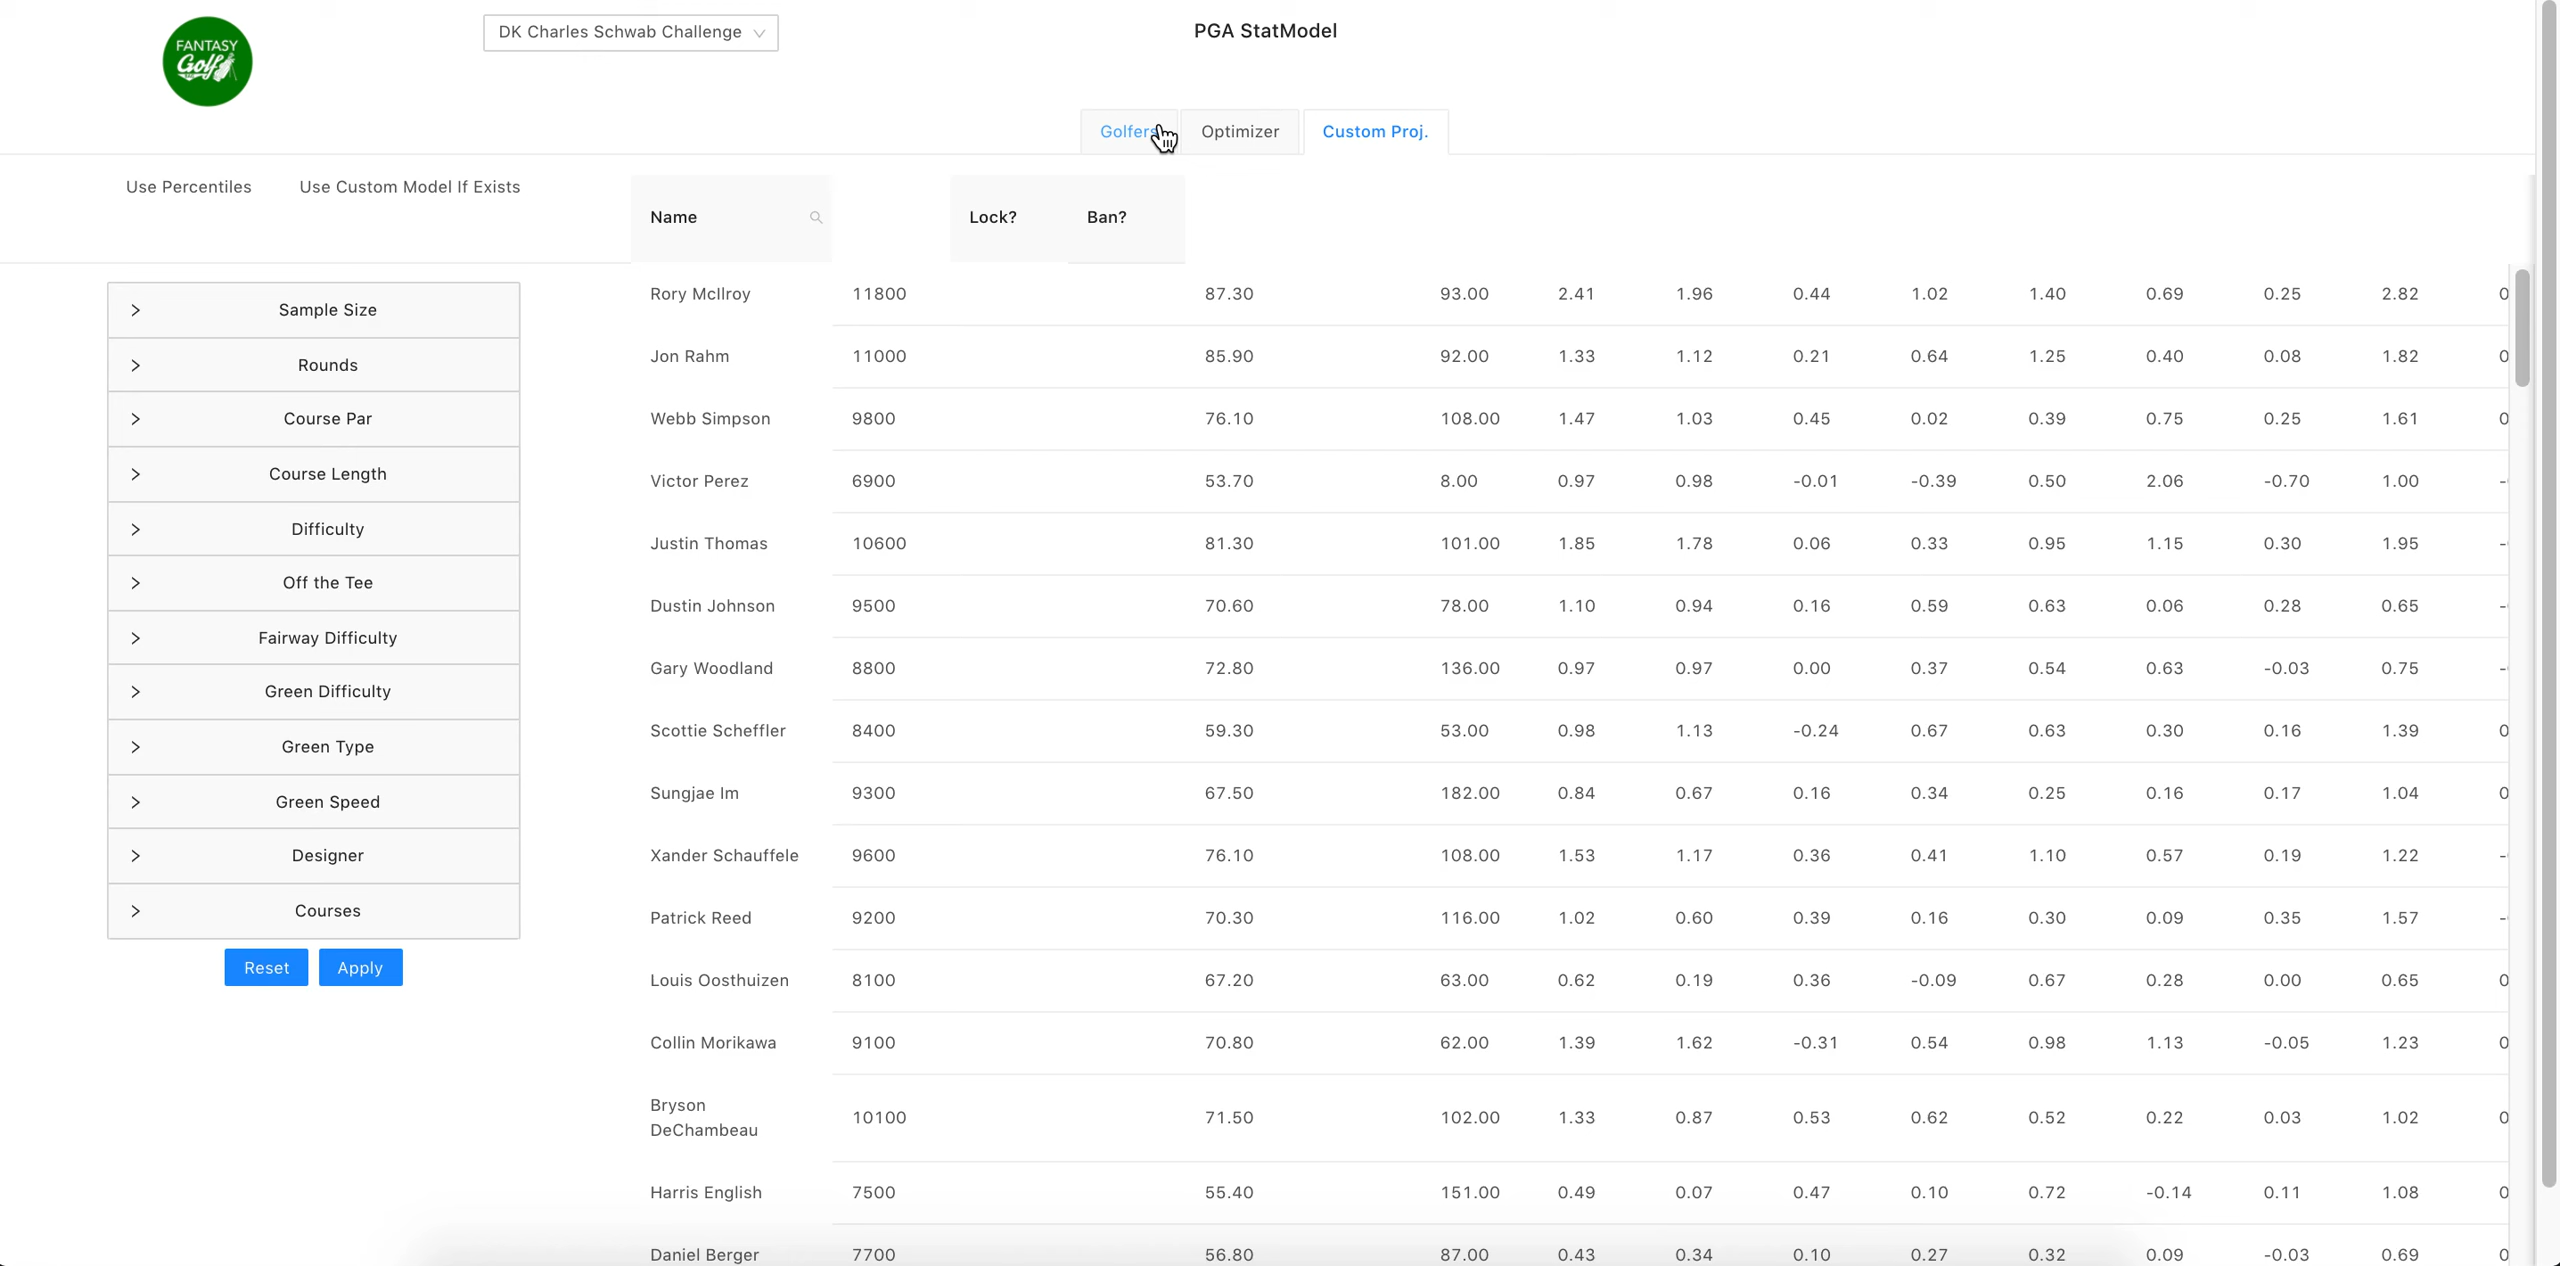 FANTASY
Golf
DK Charles Schwab Challenge
PGA StatModel
Golfers Optimizer Custom Proj.
Use Percentiles Use Custom Model If Exists
Name Lock? Ban?
Sample Size
Rounds
Course Par
Course Length
Difficulty
Off the Tee
Fairway Difficulty
Green Difficulty
Green Type
Green Speed
Designer
Courses
Reset Apply
Rory McIlroy 11800 87.30 93.00 2.41 1.96 0.44 1.02 1.40 0.69 0.25 2.82 0
Jon Rahm 11000 85.90 92.00 1.33 1.12 0.21 0.64 1.25 0.40 0.08 1.82 0
Webb Simpson 9800 76.10 108.00 1.47 1.03 0.45 0.02 0.39 0.75 0.25 1.61 0
Victor Perez 6900 53.70 8.00 0.97 0.98 -0.01 -0.39 0.50 2.06 -0.70 1.00 -
Justin Thomas 10600 81.30 101.00 1.85 1.78 0.06 0.33 0.95 1.15 0.30 1.95 -
Dustin Johnson 9500 70.60 78.00 1.10 0.94 0.16 0.59 0.63 0.06 0.28 0.65 -
Gary Woodland 8800 72.80 136.00 0.97 0.97 0.00 0.37 0.54 0.63 -0.03 0.75 -
Scottie Scheffler 8400 59.30 53.00 0.98 1.13 -0.24 0.67 0.63 0.30 0.16 1.39 0
Sungjae Im 9300 67.50 182.00 0.84 0.67 0.16 0.34 0.25 0.16 0.17 1.04 0
Xander Schauffele 9600 76.10 108.00 1.53 1.17 0.36 0.41 1.10 0.57 0.19 1.22 -
Patrick Reed 9200 70.30 116.00 1.02 0.60 0.39 0.16 0.30 0.09 0.35 1.57 -
Louis Oosthuizen 8100 67.20 63.00 0.62 0.19 0.36 -0.09 0.67 0.28 0.00 0.65 0
Collin Morikawa 9100 70.80 62.00 1.39 1.62 -0.31 0.54 0.98 1.13 -0.05 1.23 0
Bryson
DeChambeau 10100 71.50 102.00 1.33 0.87 0.53 0.62 0.52 0.22 0.03 1.02 0
Harris English 7500 55.40 151.00 0.49 0.07 0.47 0.10 0.72 -0.14 0.11 1.08 0
Daniel Berger 7700 56.80 87.00 0.43 0.34 0.10 0.27 0.32 0.09 -0.03 0.69 0